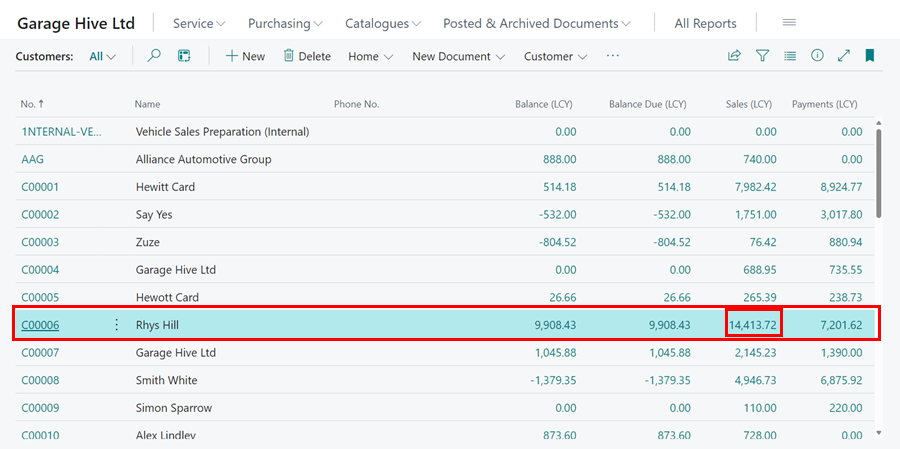 Garage Hive Ltd Service Purchasing Catalogues Posted & Archived Documents All Reports
Customers: All New Delete Home New Document Customer ...
No. ↑ Name Phone No. Balance (LCY) Balance Due (LCY) Sales (LCY) Payments (LCY)
1NTERNAL-VE... Vehicle Sales Preparation (Internal) 0.00 0.00 0.00 0.00
AAG Alliance Automotive Group 888.00 888.00 740.00 0.00
C00001 Hewitt Card 514.18 514.18 7,982.42 8,924.77
C00002 Say Yes -532.00 -532.00 1,751.00 3,017.80
C00003 Zuze -804.52 -804.52 76.42 880.94
C00004 Garage Hive Ltd 0.00 0.00 688.95 735.55
C00005 Hewott Card 26.66 26.66 265.39 238.73
C00006 Rhys Hill 9,908.43 9,908.43 14,413.72 7,201.62
C00007 Garage Hive Ltd 1,045.88 1,045.88 2,145.23 1,390.00
C00008 Smith White -1,379.35 -1,379.35 4,946.73 6,875.92
C00009 Simon Sparrow 0.00 0.00 110.00 220.00
C00010 Alex Lindley 873.60 873.60 728.00 0.00